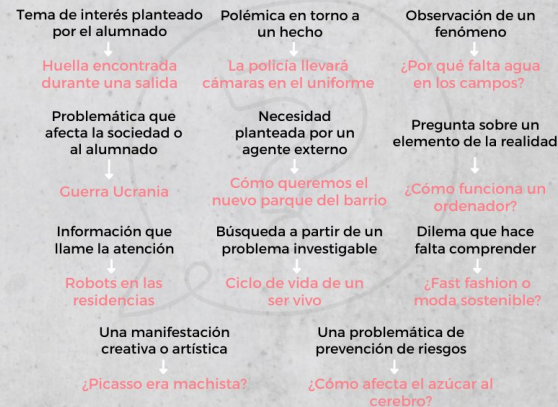 Tema de interés planteado
por el alumnado
Huella encontrada
durante una salida
Polémica en torno a
un hecho
La policía llevará
cámaras en el uniforme
Observación de un
fenómeno
¿Por qué falta agua
en los campos?
Problemática que
afecta la sociedad o
al alumnado
Guerra Ucrania
Necesidad
planteada por un
agente externo
Cómo queremos el
nuevo parque del barrio
Pregunta sobre un
elemento de la realidad
¿Cómo funciona un
ordenador?
Información que
llame la atención
Robots en las
residencias
Búsqueda a partir de un
problema investigable
Ciclo de vida de un
ser vivo
Dilema que hace
falta comprender
¿Fast fashion o
moda sostenible?
Una manifestación
creativa o artística
¿Picasso era machista?
Una problemática de
prevención de riesgos
¿Cómo afecta el azúcar al
cerebro?